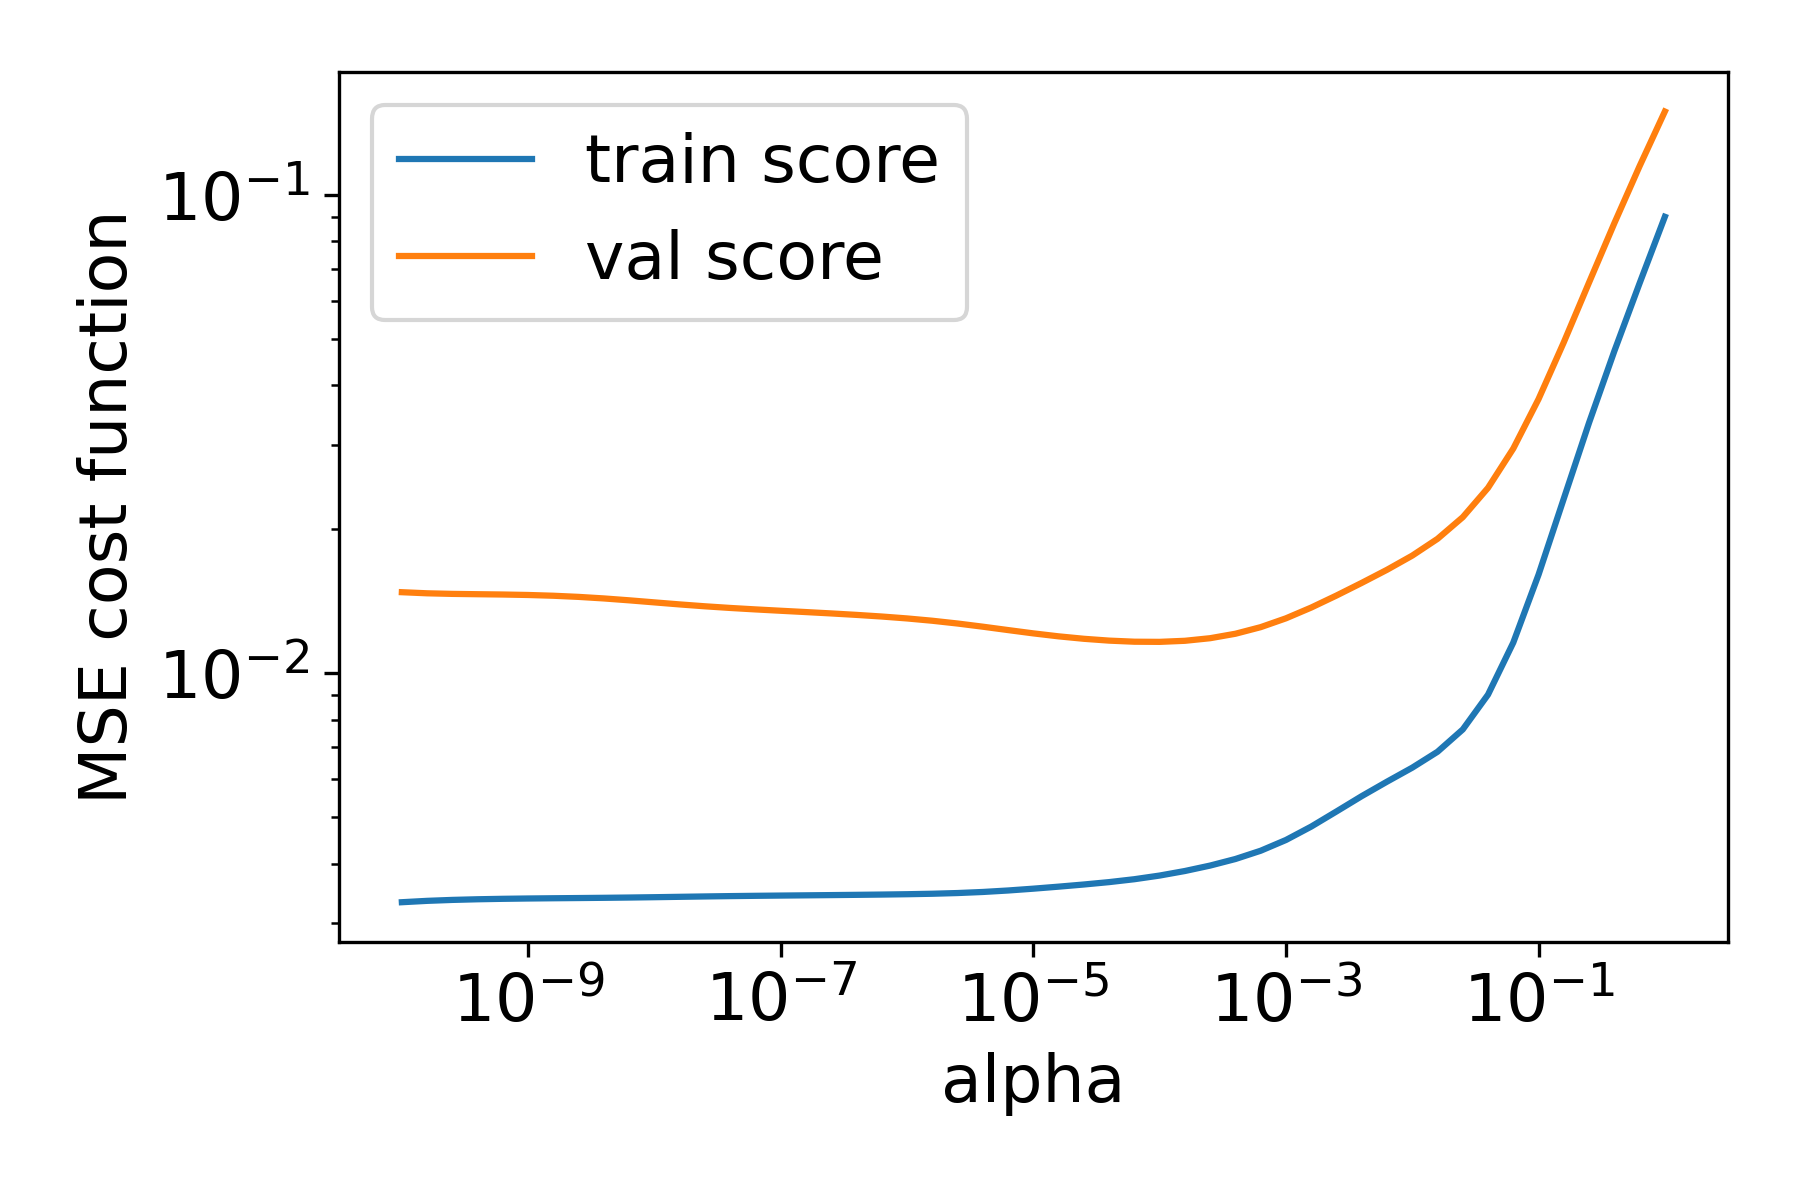 train score
val score
MSE cost function
10⁻¹
10⁻²
10⁻⁹ 10⁻⁷ 10⁻⁵ 10⁻³ 10⁻¹
alpha